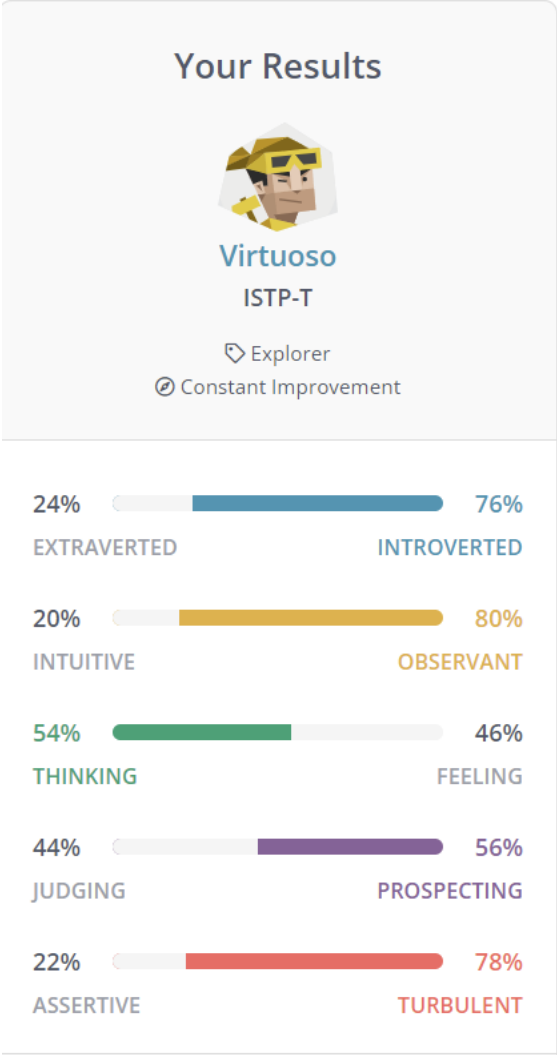 Your Results
Virtuoso
ISTP-T
Explorer
Constant Improvement
24% 76%
EXTRAVERTED INTROVERTED
20% 80%
INTUITIVE OBSERVANT
54% 46%
THINKING FEELING
44% 56%
JUDGING PROSPECTING
22% 78%
ASSERTIVE TURBULENT